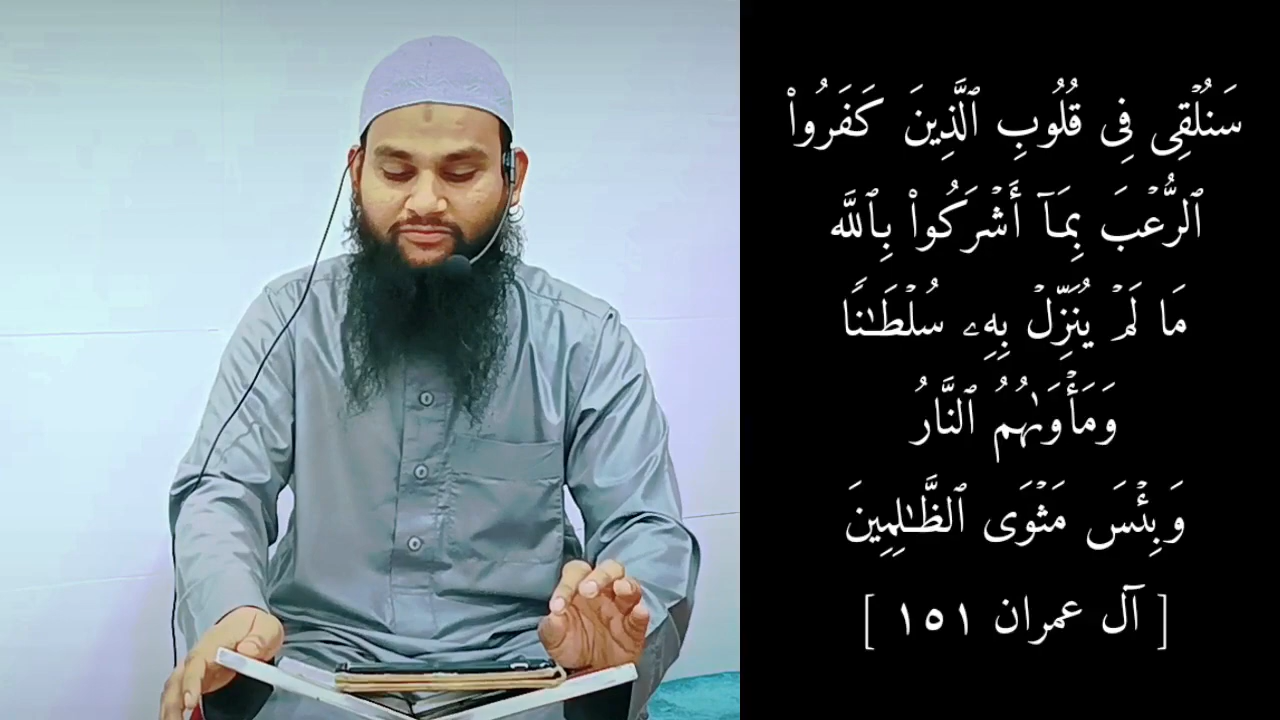 سَنُلۡقِى فِى قُلُوبِ ٱلَّذِينَ كَفَرُوا۟
ٱلرُّعۡبَ بِمَآ أَشۡرَكُوا۟ بِٱللَّه
مَا لَمۡ يُنَزِّلۡ بِهِۦ سُلۡطَـٰنًا
وَمَأۡوَىٰهُمُ ٱلنَّارُ
وَبِئۡسَ مَثۡوَى ٱلظَّـٰلِمِينَ
[ آل عمران ١٥١ ]